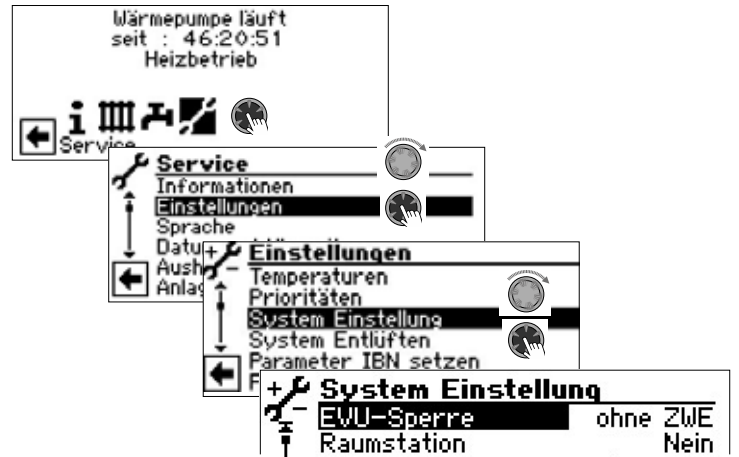 Wärmepumpe läuft
seit : 46:20:51
Heizbetrieb
Service
Service
Informationen
Einstellungen
Sprache
Einstellungen
Temperaturen
Prioritäten
System Einstellung
System Entlüften
Parameter IBN setzen
System Einstellung
EVU-Sperre ohne ZWE
Raumstation Nein